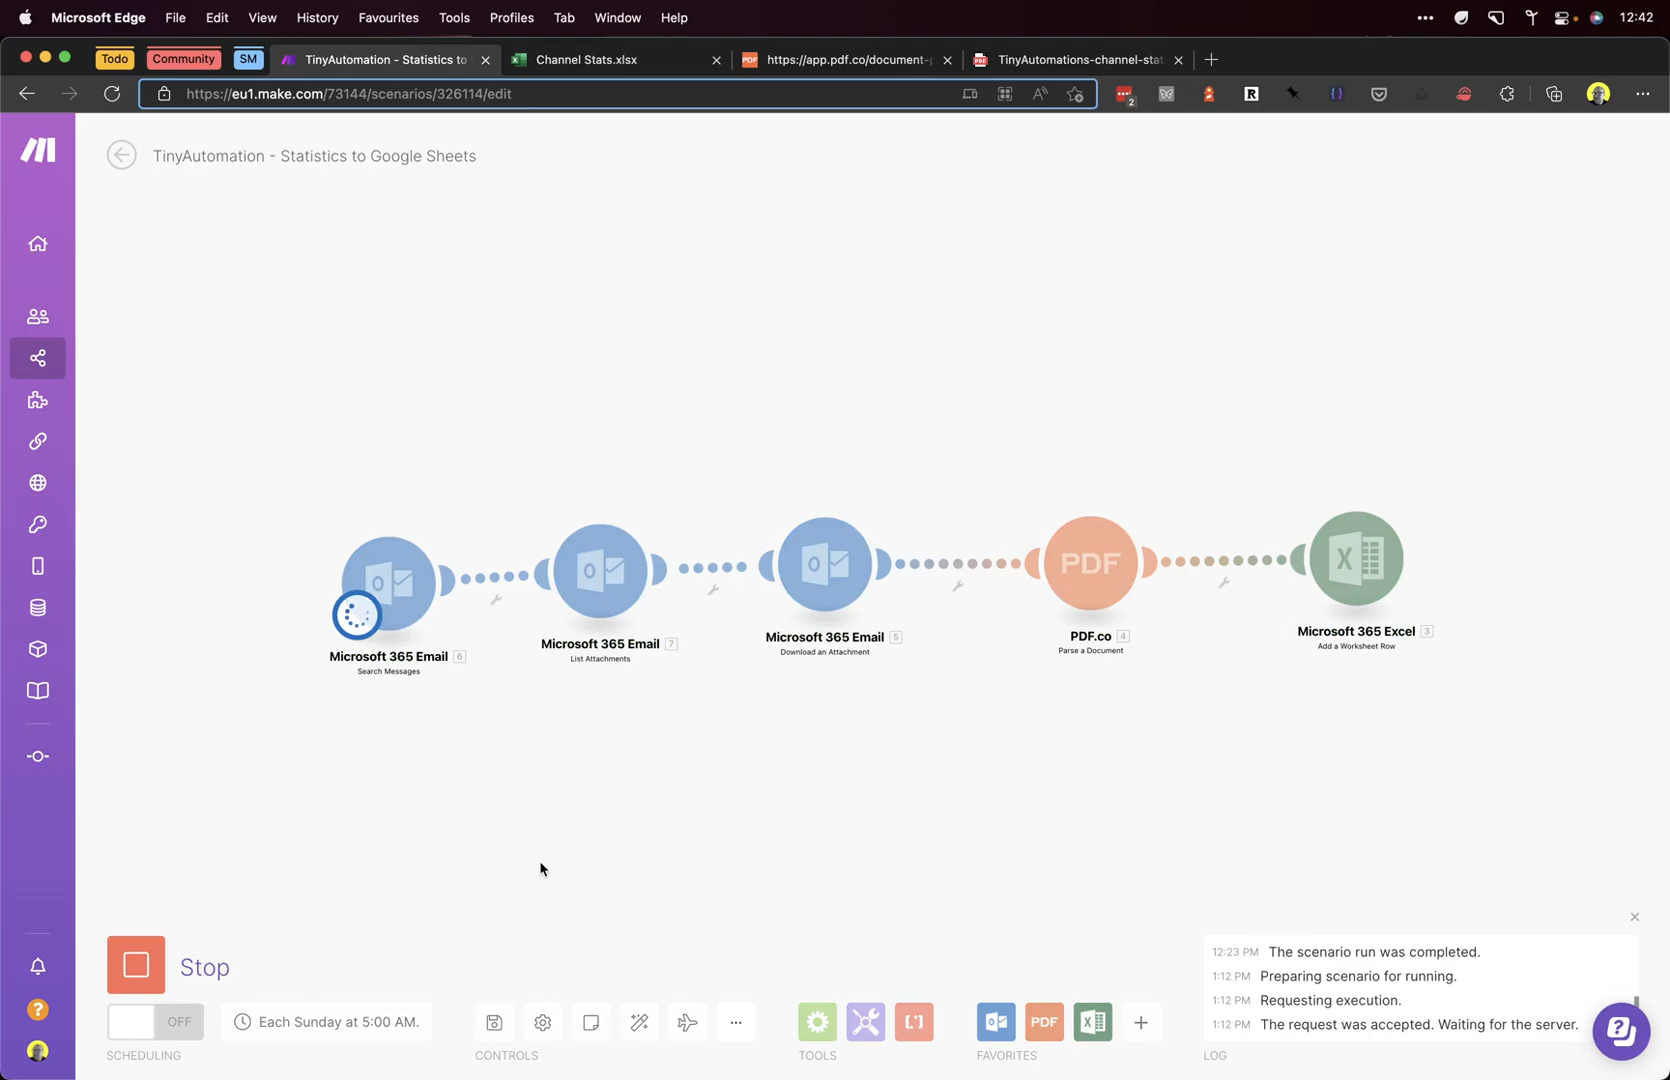 Microsoft Edge File Edit View History Favourites Tools Profiles Tab Window Help 12:42
Todo Community SM TinyAutomation - Statistics to Channel Stats.xlsx https://app.pdf.co/document-p TinyAutomations-channel-stat
https://eu1.make.com/73144/scenarios/326114/edit
2
TinyAutomation - Statistics to Google Sheets
PDF
Microsoft 365 Email 6
Search Messages
Microsoft 365 Email 7
List Attachments
Microsoft 365 Email 5
Download an Attachment
PDF.co 4
Parse a Document
Microsoft 365 Excel 3
Add a Worksheet Row
Stop
12:23 PM The scenario run was completed.
1:12 PM Preparing scenario for running.
1:12 PM Requesting execution.
1:12 PM The request was accepted. Waiting for the server.
OFF Each Sunday at 5:00 AM. PDF
SCHEDULING CONTROLS TOOLS FAVORITES LOG